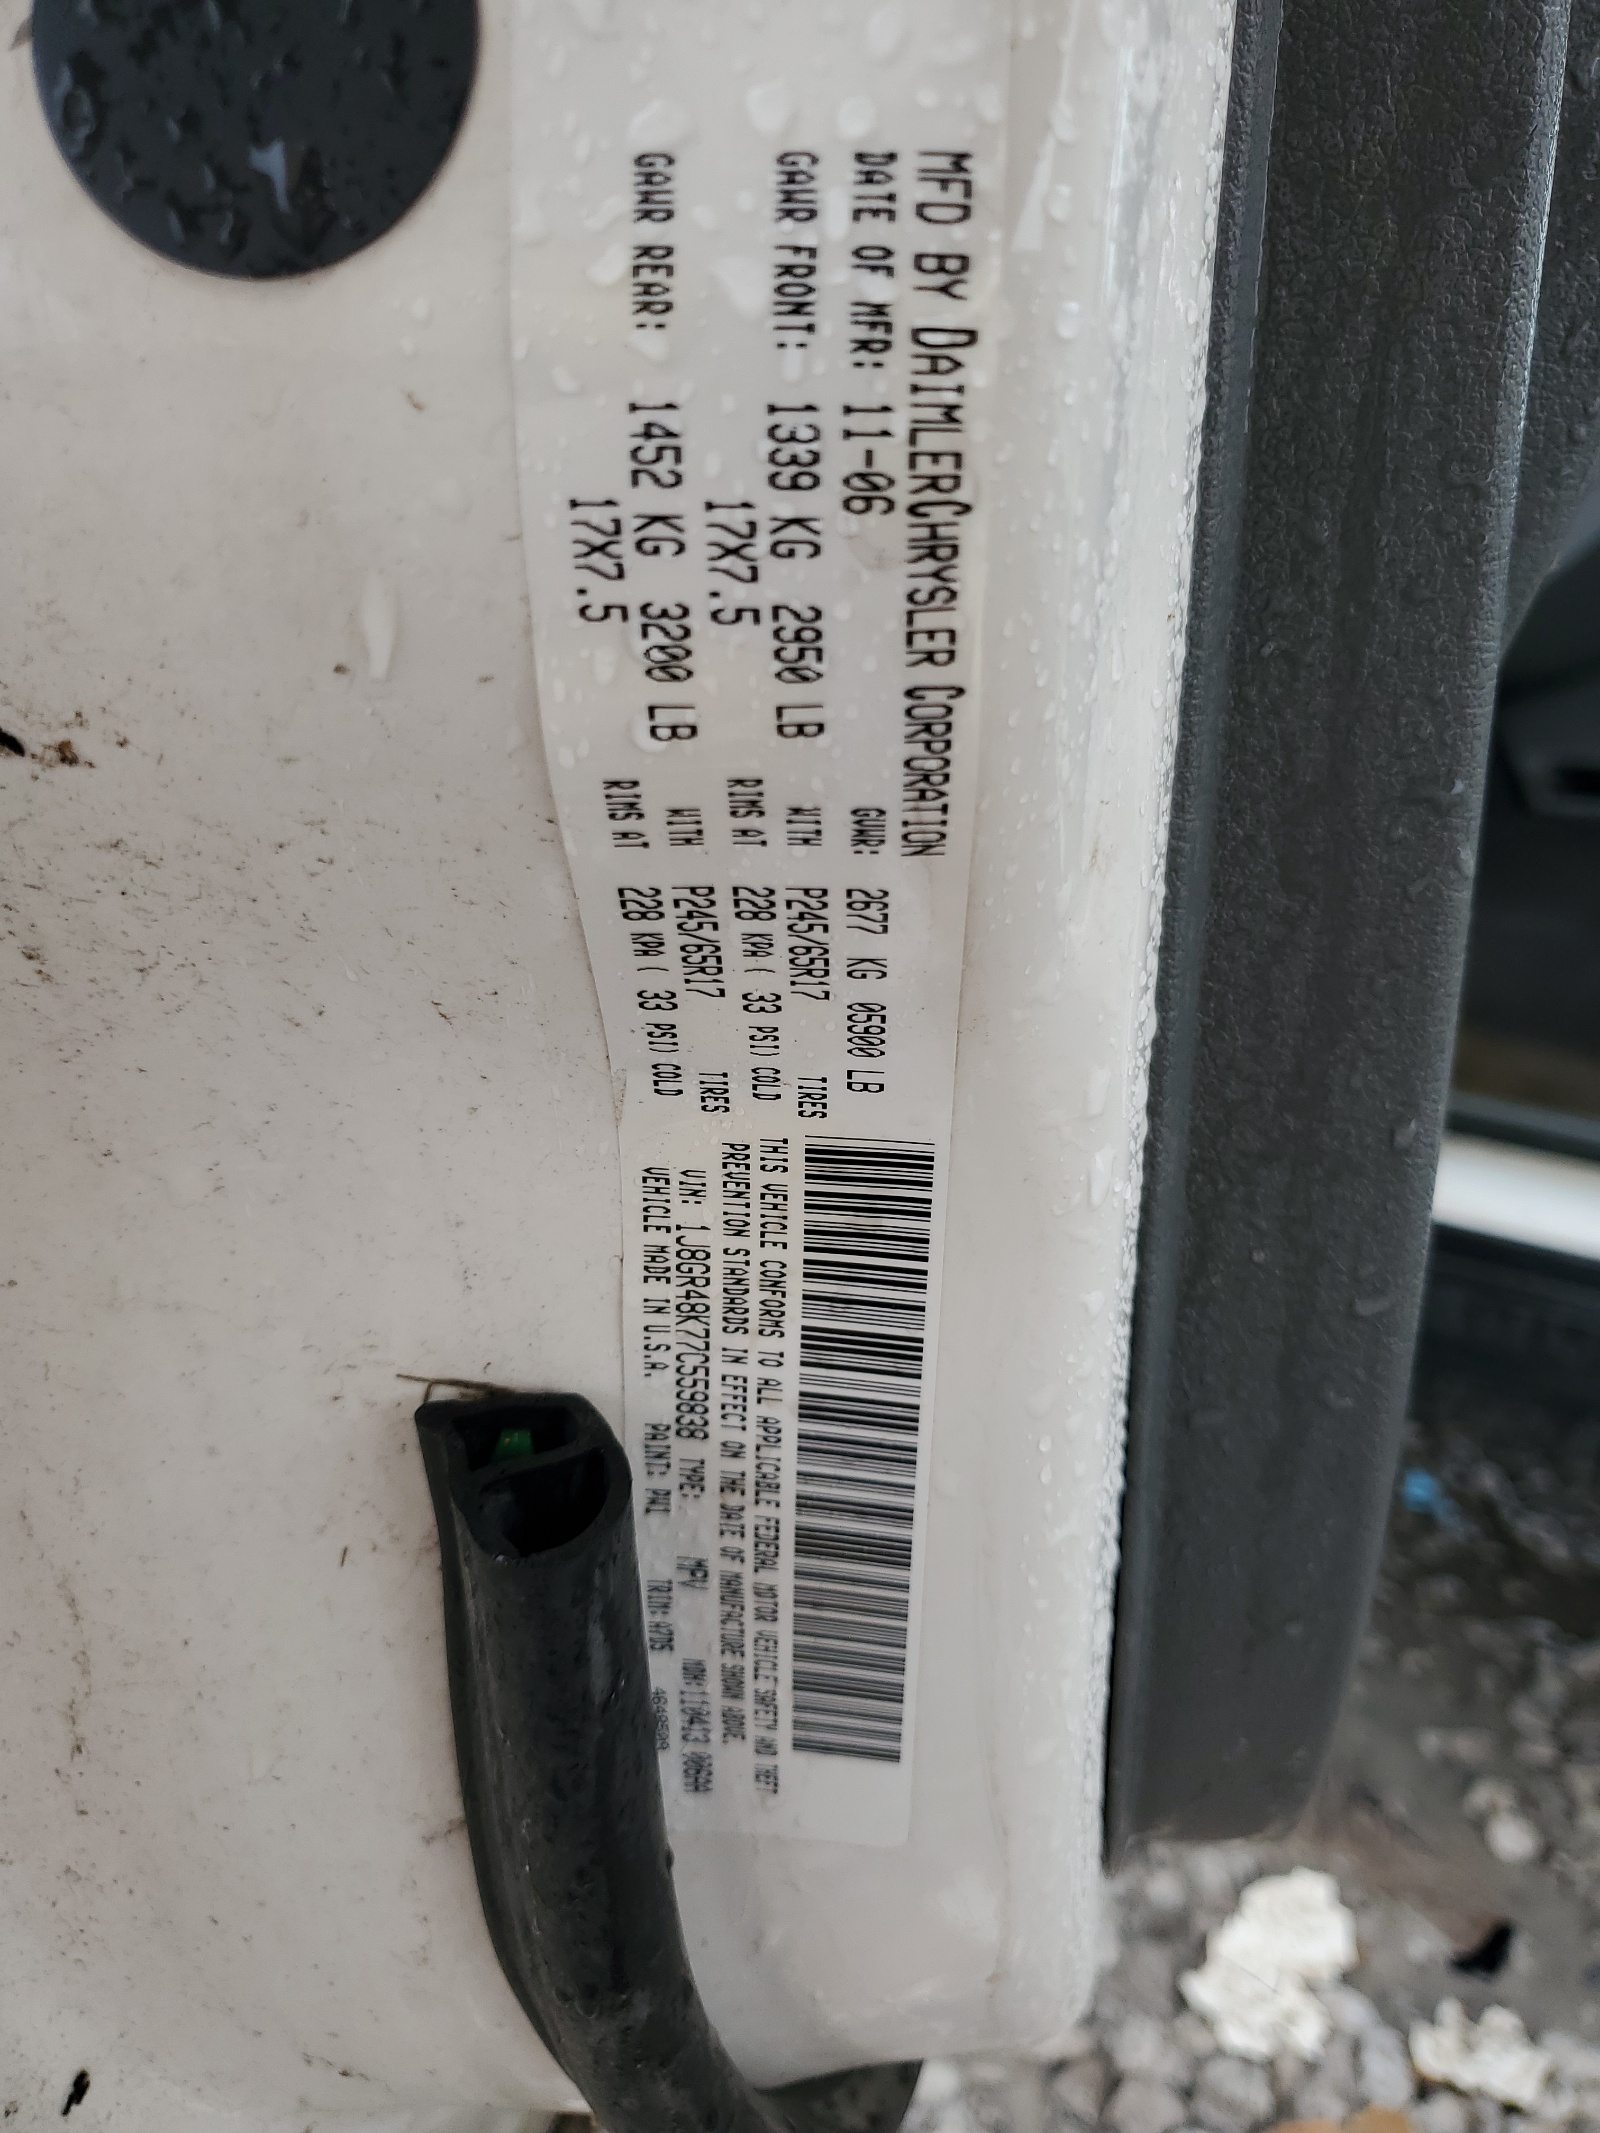 MFD BY DAIMLERCHRYSLER CORPORATION
DATE OF MFR: 11-06 GVWR: 2677 KG 05900 LB
GAWR FRONT: 1339 KG 2950 LB WITH P245/65R17 TIRES
17X7.5 RIMS AT 228 KPA ( 33 PSI) COLD
GAWR REAR: 1452 KG 3200 LB WITH P245/65R17 TIRES
17X7.5 RIMS AT 228 KPA ( 33 PSI) COLD
THIS VEHICLE CONFORMS TO ALL APPLICABLE FEDERAL MOTOR VEHICLE SAFETY AND THEFT
PREVENTION STANDARDS IN EFFECT ON THE DATE OF MANUFACTURE SHOWN ABOVE.
VIN: 1J8GR48K77C559838 TYPE: MPV MDH:110413 006AA
VEHICLE MADE IN U.S.A. PAINT: PW1 TRIM: